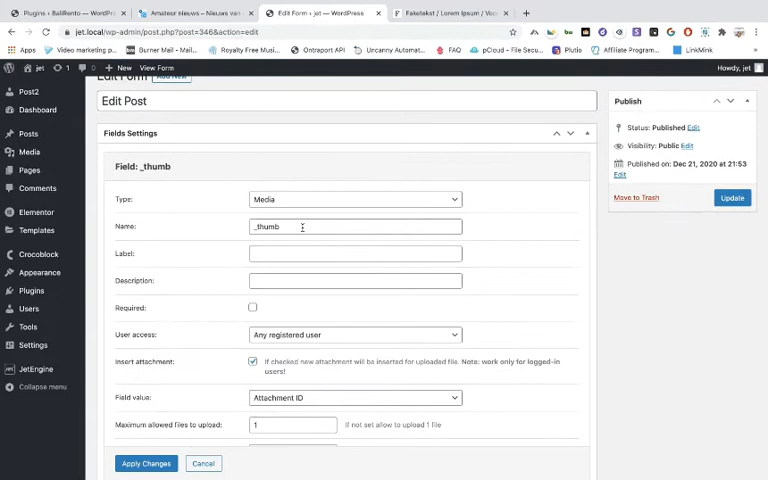 Plugins ‹ BaliRento — WordPr
Amateur nieuws – Nieuws van
Edit Form ‹ jet — WordPress
Faketekst / Lorem Ipsum / Voo
jet.local/wp-admin/post.php?post=346&action=edit
Apps
Video marketing p...
Burner Mail - Mail...
Royalty Free Musi...
Ontraport API
Uncanny Automat...
FAQ
pCloud - File Secu...
Plutio
Affiliate Program...
LinkMink
jet
1
0
New
View Form
Howdy, jet
Edit Form
Add New
Post2
Dashboard
Posts
Media
Pages
Comments
Elementor
Templates
Crocoblock
Appearance
Plugins
Users
Tools
Settings
JetEngine
Collapse menu
Edit Post
Fields Settings
Field: _thumb
Type: Media
Name: _thumb
Label:
Description:
Required:
User access: Any registered user
Insert attachment: If checked new attachment will be inserted for uploaded file. Note: work only for logged-in
users!
Field value: Attachment ID
Maximum allowed files to upload: 1 If not set allow to upload 1 file
Apply Changes
Cancel
Publish
Status: Published Edit
Visibility: Public Edit
Published on: Dec 21, 2020 at 21:53
Edit
Move to Trash
Update